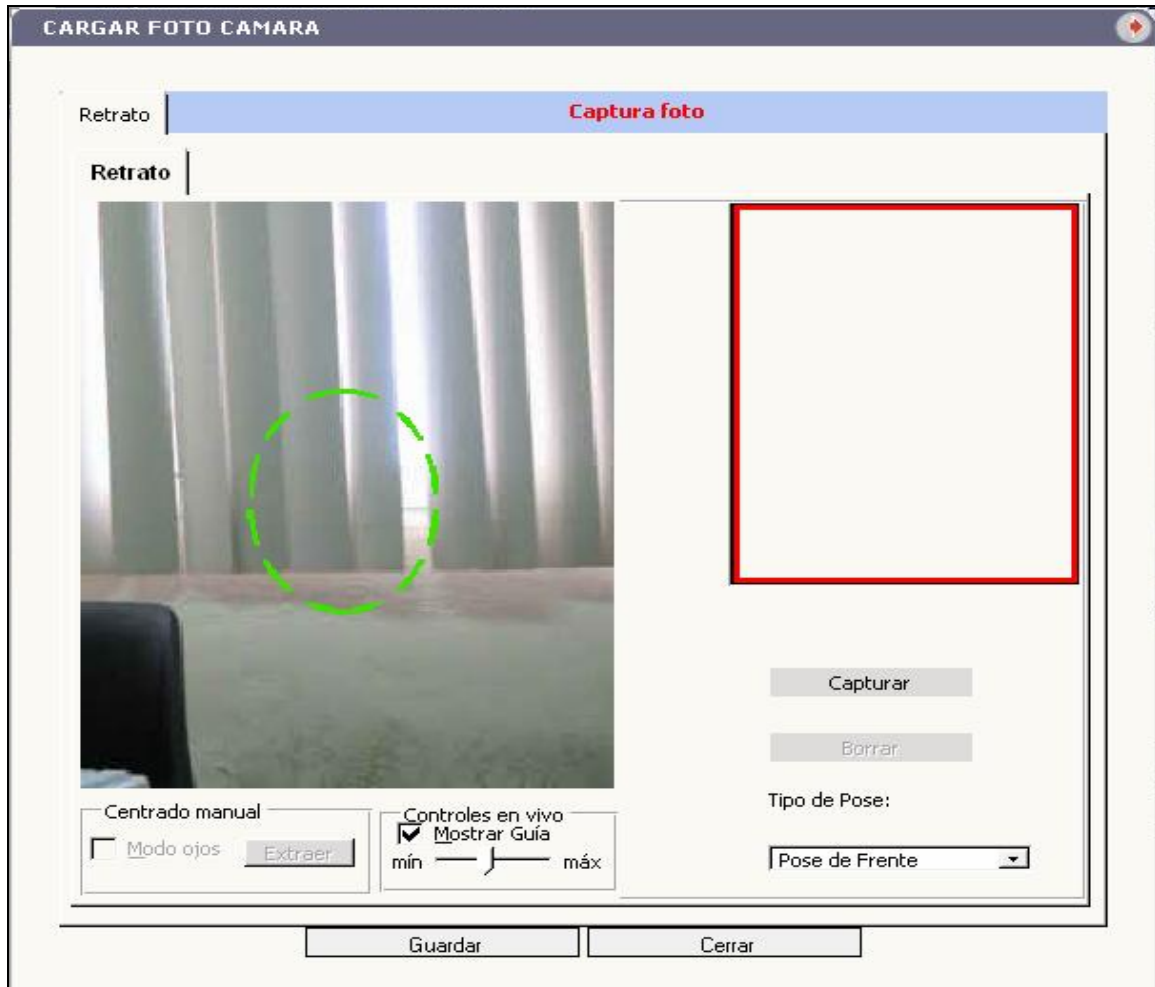 CARGAR FOTO CAMARA
Retrato
Captura foto
Retrato
Capturar
Borrar
Tipo de Pose:
Pose de Frente
Centrado manual
Modo ojos
Extraer
Controles en vivo
Mostrar Guía
mín
máx
Guardar
Cerrar